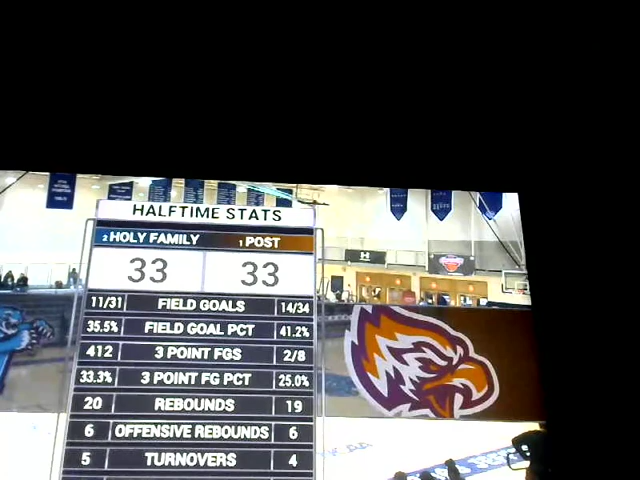 HALFTIME STATS
2 HOLY FAMILY 1 POST
33 33
11/31 FIELD GOALS 14/34
35.5% FIELD GOAL PCT 41.2%
412 3 POINT FGS 2/8
33.3% 3 POINT FG PCT 25.0%
20 REBOUNDS 19
6 OFFENSIVE REBOUNDS 6
5 TURNOVERS 4